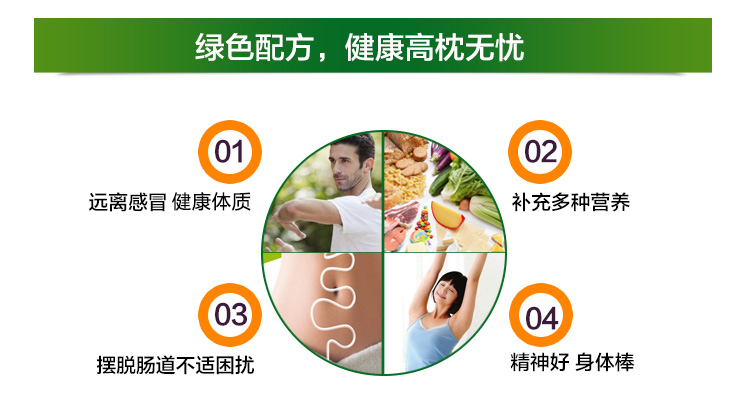 绿色配方，健康高枕无忧
01
远离感冒 健康体质
02
补充多种营养
03
摆脱肠道不适困扰
04
精神好 身体棒